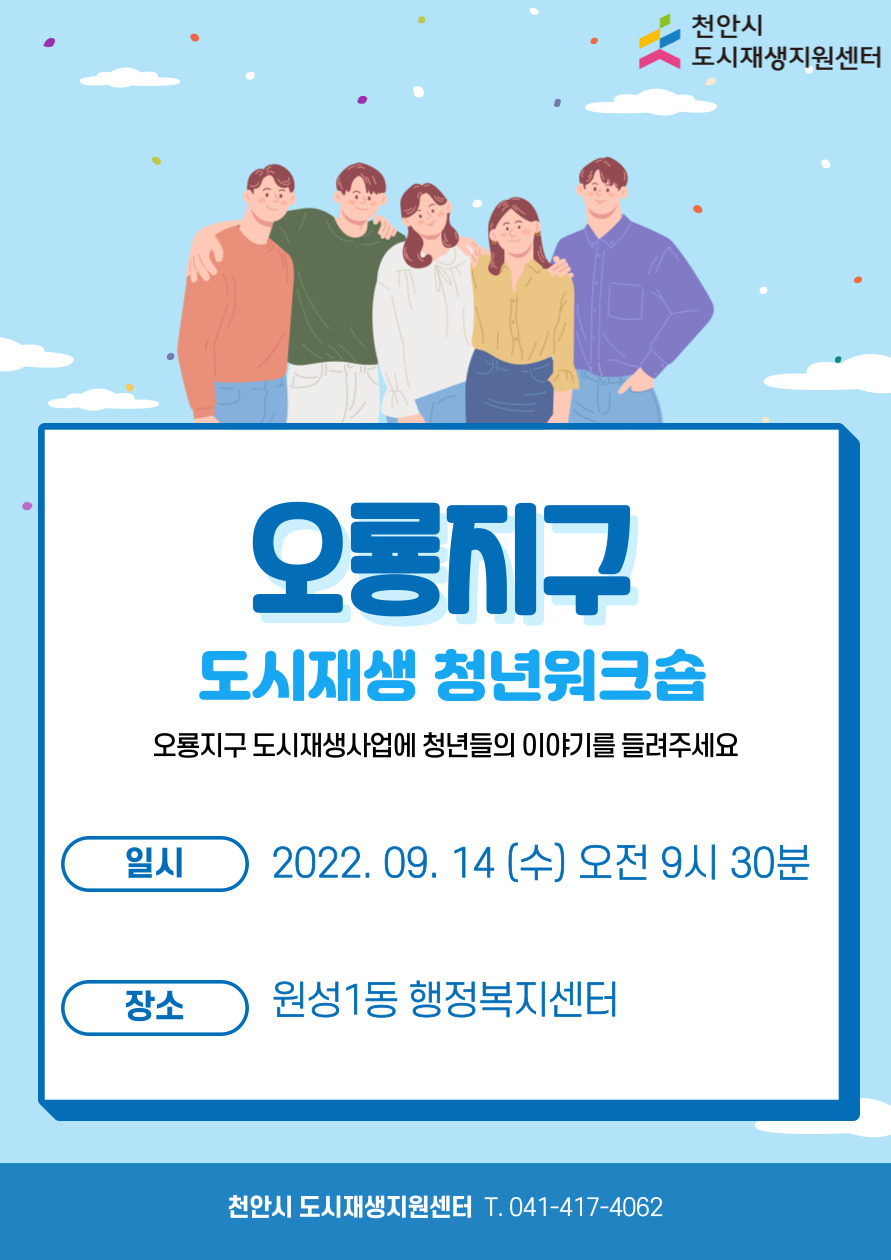 천안시
도시재생지원센터
오룡지구
도시재생 청년워크숍
오룡지구 도시재생사업에 청년들의 이야기를 들려주세요
일시 2022. 09. 14 (수) 오전 9시 30분
장소 원성1동 행정복지센터
천안시 도시재생지원센터 T. 041-417-4062